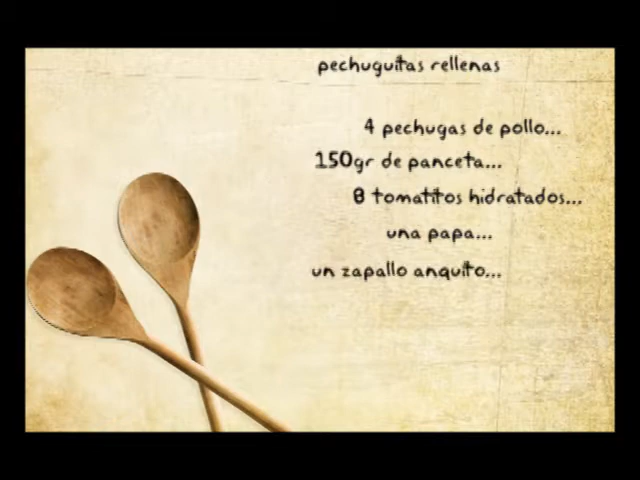 pechuguitas rellenas
4 pechugas de pollo...
150gr de panceta...
8 tomatitos hidratados...
una papa...
un zapallo anquito...